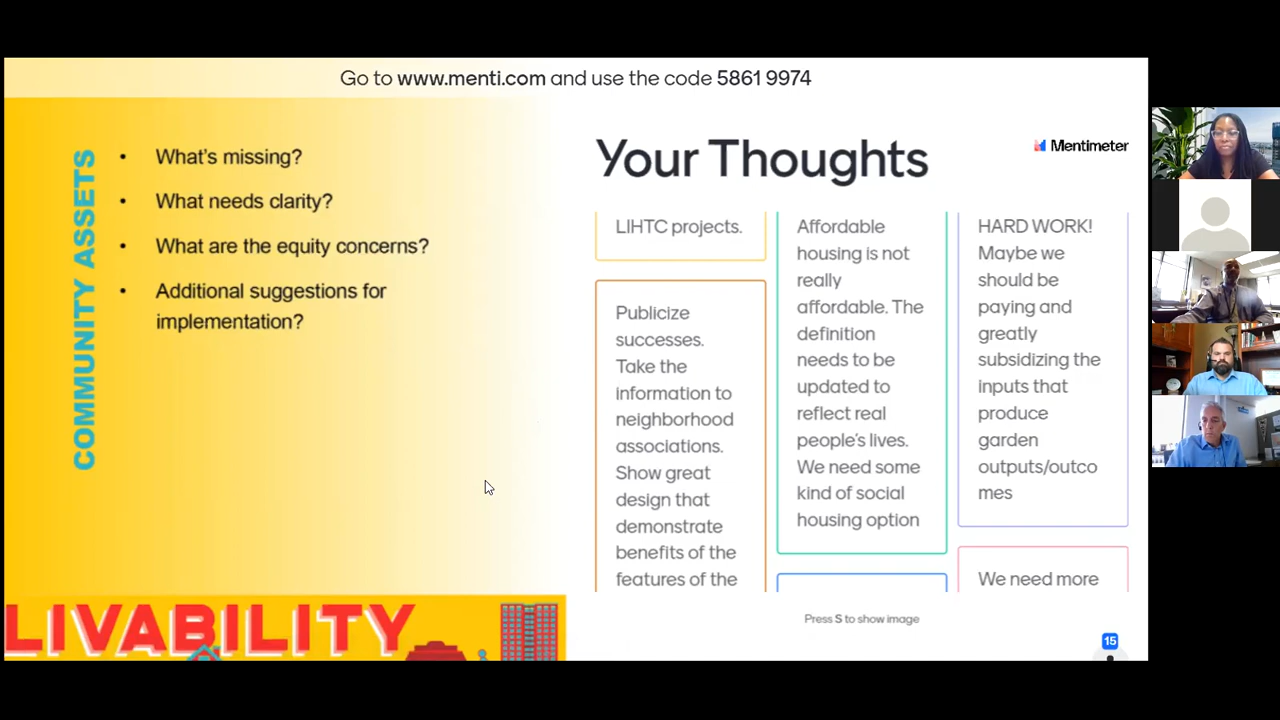 Go to www.menti.com and use the code 5861 9974
COMMUNITY ASSETS
• What's missing?
• What needs clarity?
• What are the equity concerns?
• Additional suggestions for
implementation?
LIVABILITY
Your Thoughts
Mentimeter
LIHTC projects.
Publicize
successes.
Take the
information to
neighborhood
associations.
Show great
design that
demonstrate
benefits of the
features of the
Affordable
housing is not
really
affordable. The
definition
needs to be
updated to
reflect real
people's lives.
We need some
kind of social
housing option
HARD WORK!
Maybe we
should be
paying and
greatly
subsidizing the
inputs that
produce
garden
outputs/outco
mes
We need more
Press S to show image
15